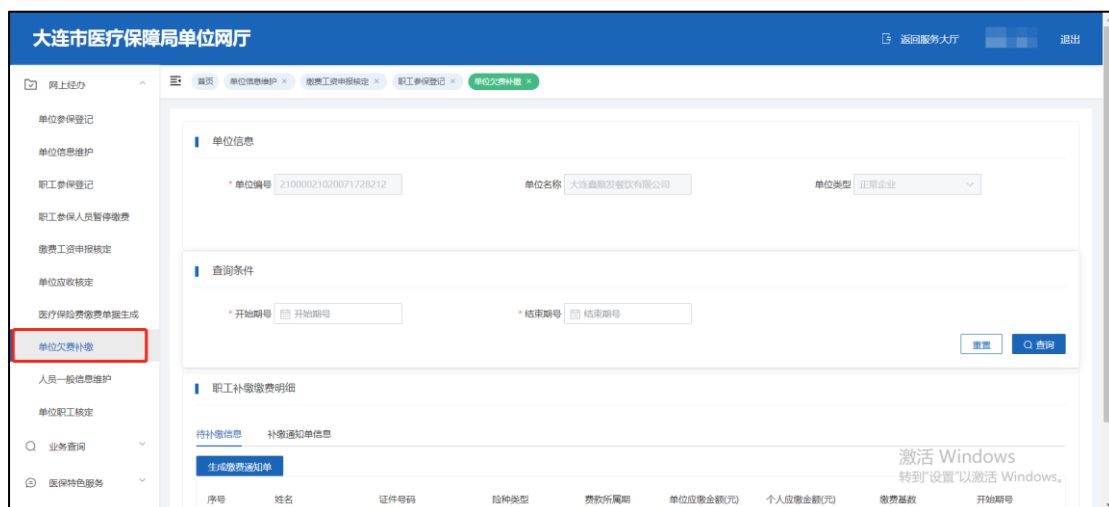 大连市医疗保障局单位网厅
返回服务大厅 退出
网上经办
首页 单位信息维护 × 缴费工资申报核定 × 职工参保登记 × 单位欠费补缴 ×
单位参保登记
单位信息维护
职工参保登记
职工参保人员暂停缴费
缴费工资申报核定
单位应收核定
医疗保险费缴费单据生成
单位欠费补缴
人员一般信息维护
单位职工核定
业务查询
医保特色服务
单位信息
* 单位编号 21000021020071728212 单位名称 大连鑫顺发餐饮有限公司 单位类型 正常企业
查询条件
* 开始期号 开始期号 * 结束期号 结束期号
重置 查询
职工补缴缴费明细
待补缴信息 补缴通知单信息
生成缴费通知单
序号 姓名 证件号码 险种类型 费款所属期 单位应缴金额(元) 个人应缴金额(元) 缴费基数 开始期号
激活 Windows
转到"设置"以激活 Windows。